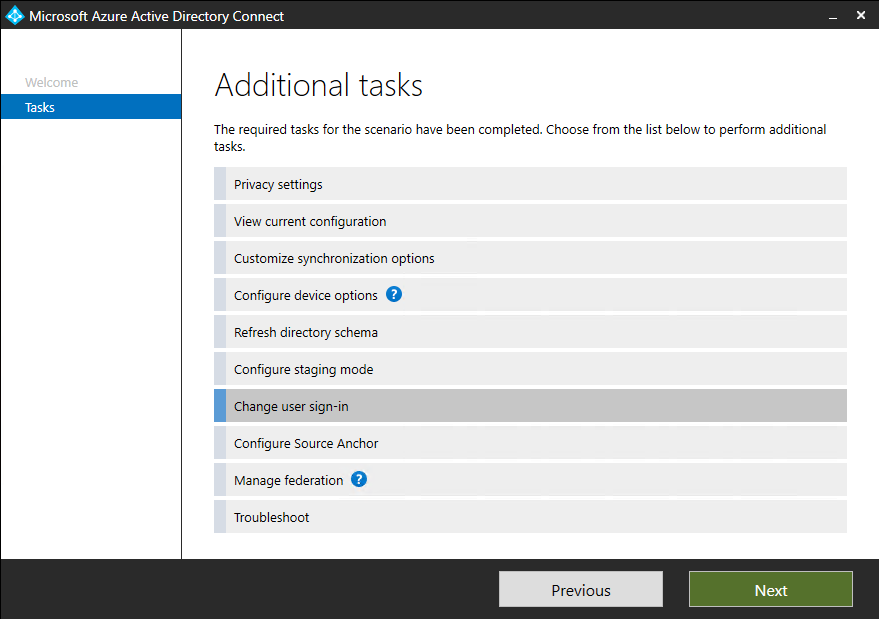 Microsoft Azure Active Directory Connect
Welcome
Tasks
Additional tasks
The required tasks for the scenario have been completed. Choose from the list below to perform additional
tasks.
Privacy settings
View current configuration
Customize synchronization options
Configure device options ?
Refresh directory schema
Configure staging mode
Change user sign-in
Configure Source Anchor
Manage federation ?
Troubleshoot
Previous
Next